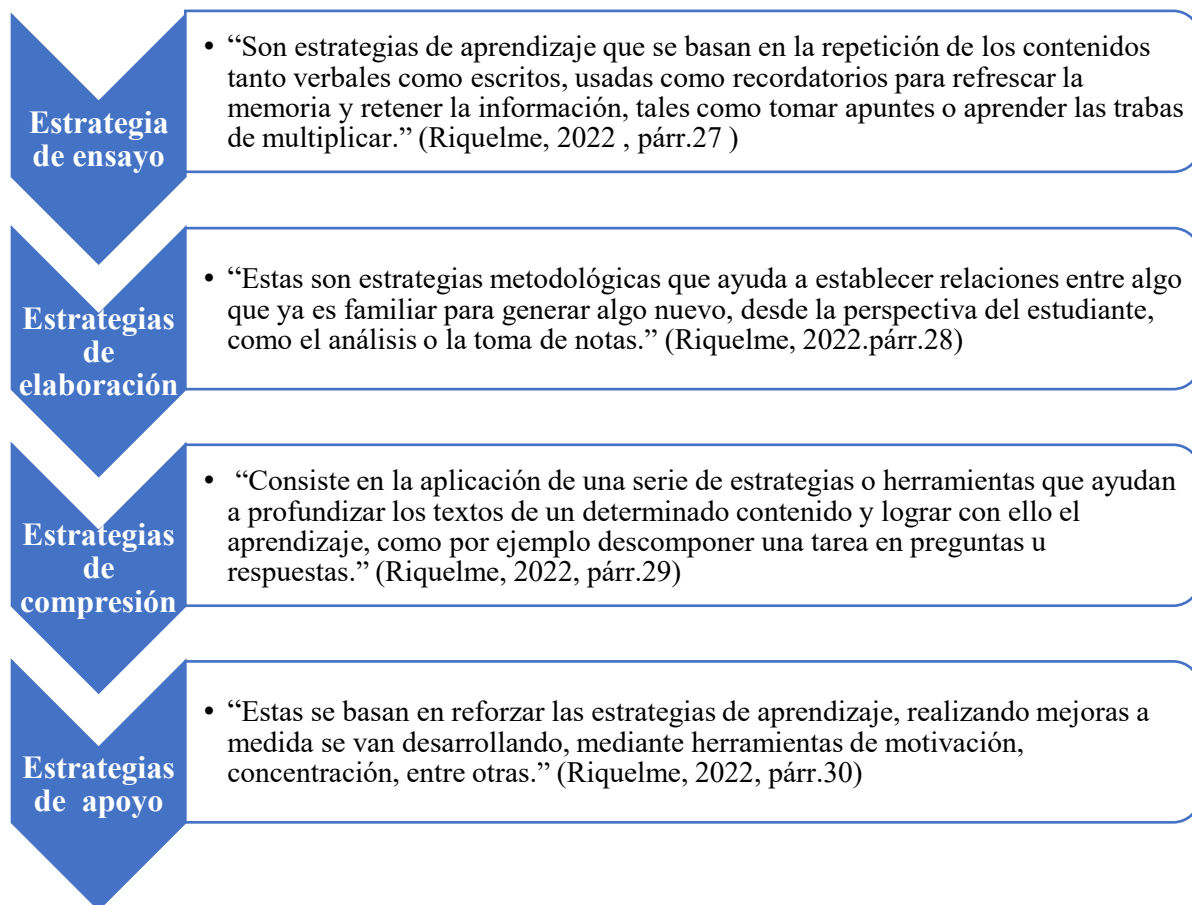 Estrategia
de ensayo
• “Son estrategias de aprendizaje que se basan en la repetición de los contenidos
tanto verbales como escritos, usadas como recordatorios para refrescar la
memoria y retener la información, tales como tomar apuntes o aprender las trabas
de multiplicar.” (Riquelme, 2022 , párr.27 )
Estrategias
de
elaboración
• “Estas son estrategias metodológicas que ayuda a establecer relaciones entre algo
que ya es familiar para generar algo nuevo, desde la perspectiva del estudiante,
como el análisis o la toma de notas.” (Riquelme, 2022.párr.28)
Estrategias
de
compresión
• “Consiste en la aplicación de una serie de estrategias o herramientas que ayudan
a profundizar los textos de un determinado contenido y lograr con ello el
aprendizaje, como por ejemplo descomponer una tarea en preguntas u
respuestas.” (Riquelme, 2022, párr.29)
Estrategias
de apoyo
• “Estas se basan en reforzar las estrategias de aprendizaje, realizando mejoras a
medida se van desarrollando, mediante herramientas de motivación,
concentración, entre otras.” (Riquelme, 2022, párr.30)